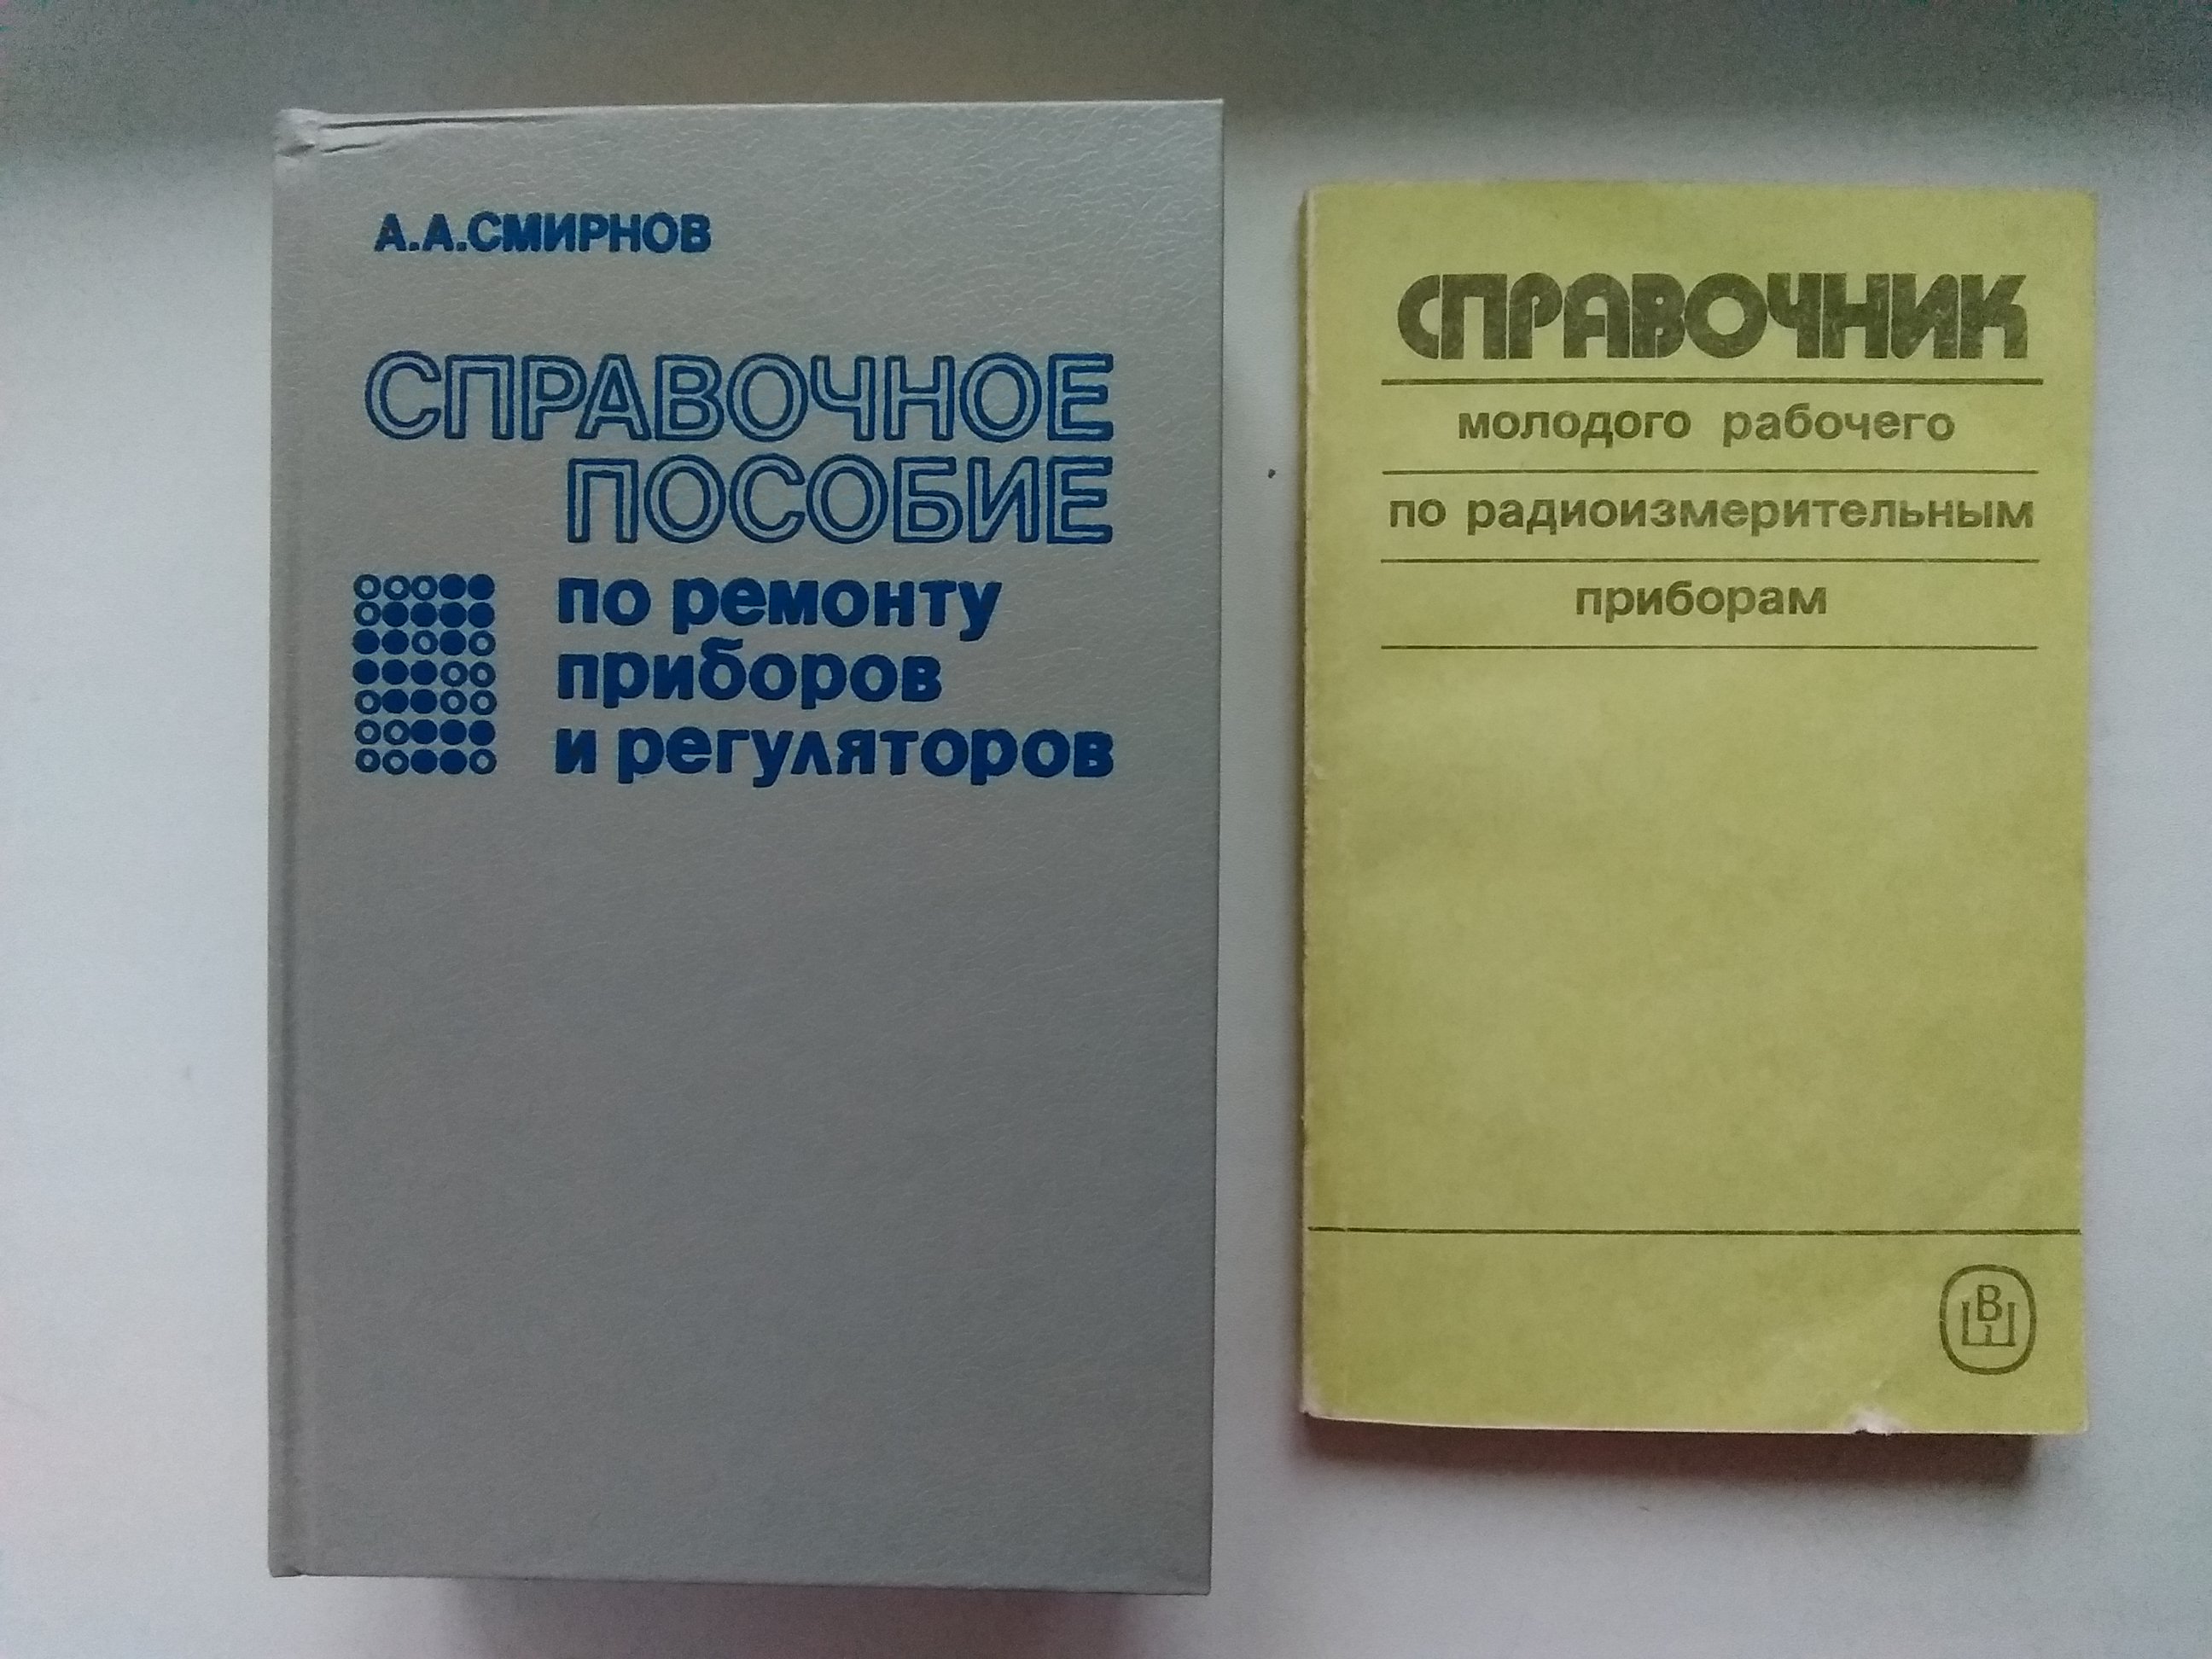 А.А.СМИРНОВ
СПРАВОЧНОЕ
ПОСОБИЕ
по ремонту
приборов
и регуляторов
СПРАВОЧНИК
молодого рабочего
по радиоизмерительным
приборам
ВШ